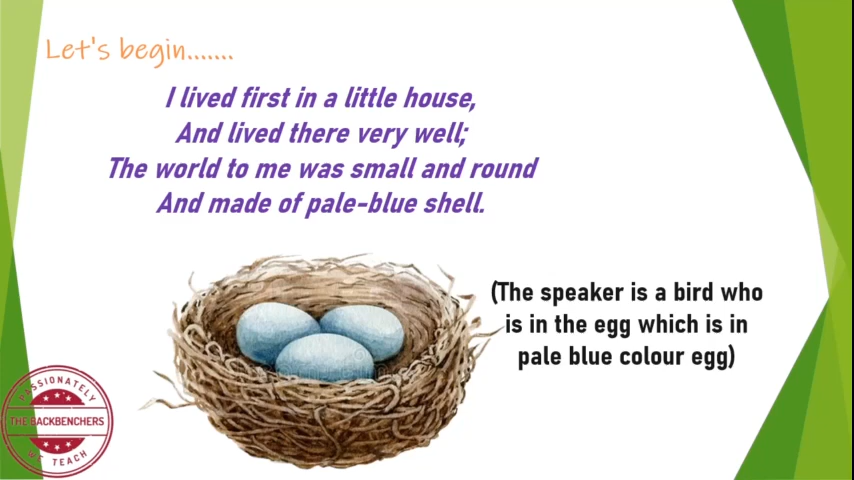 Let's begin.......
I lived first in a little house,
And lived there very well;
The world to me was small and round
And made of pale-blue shell.
(The speaker is a bird who
is in the egg which is in
pale blue colour egg)
PASSIONATELY
THE BACKBENCHERS
WE TEACH